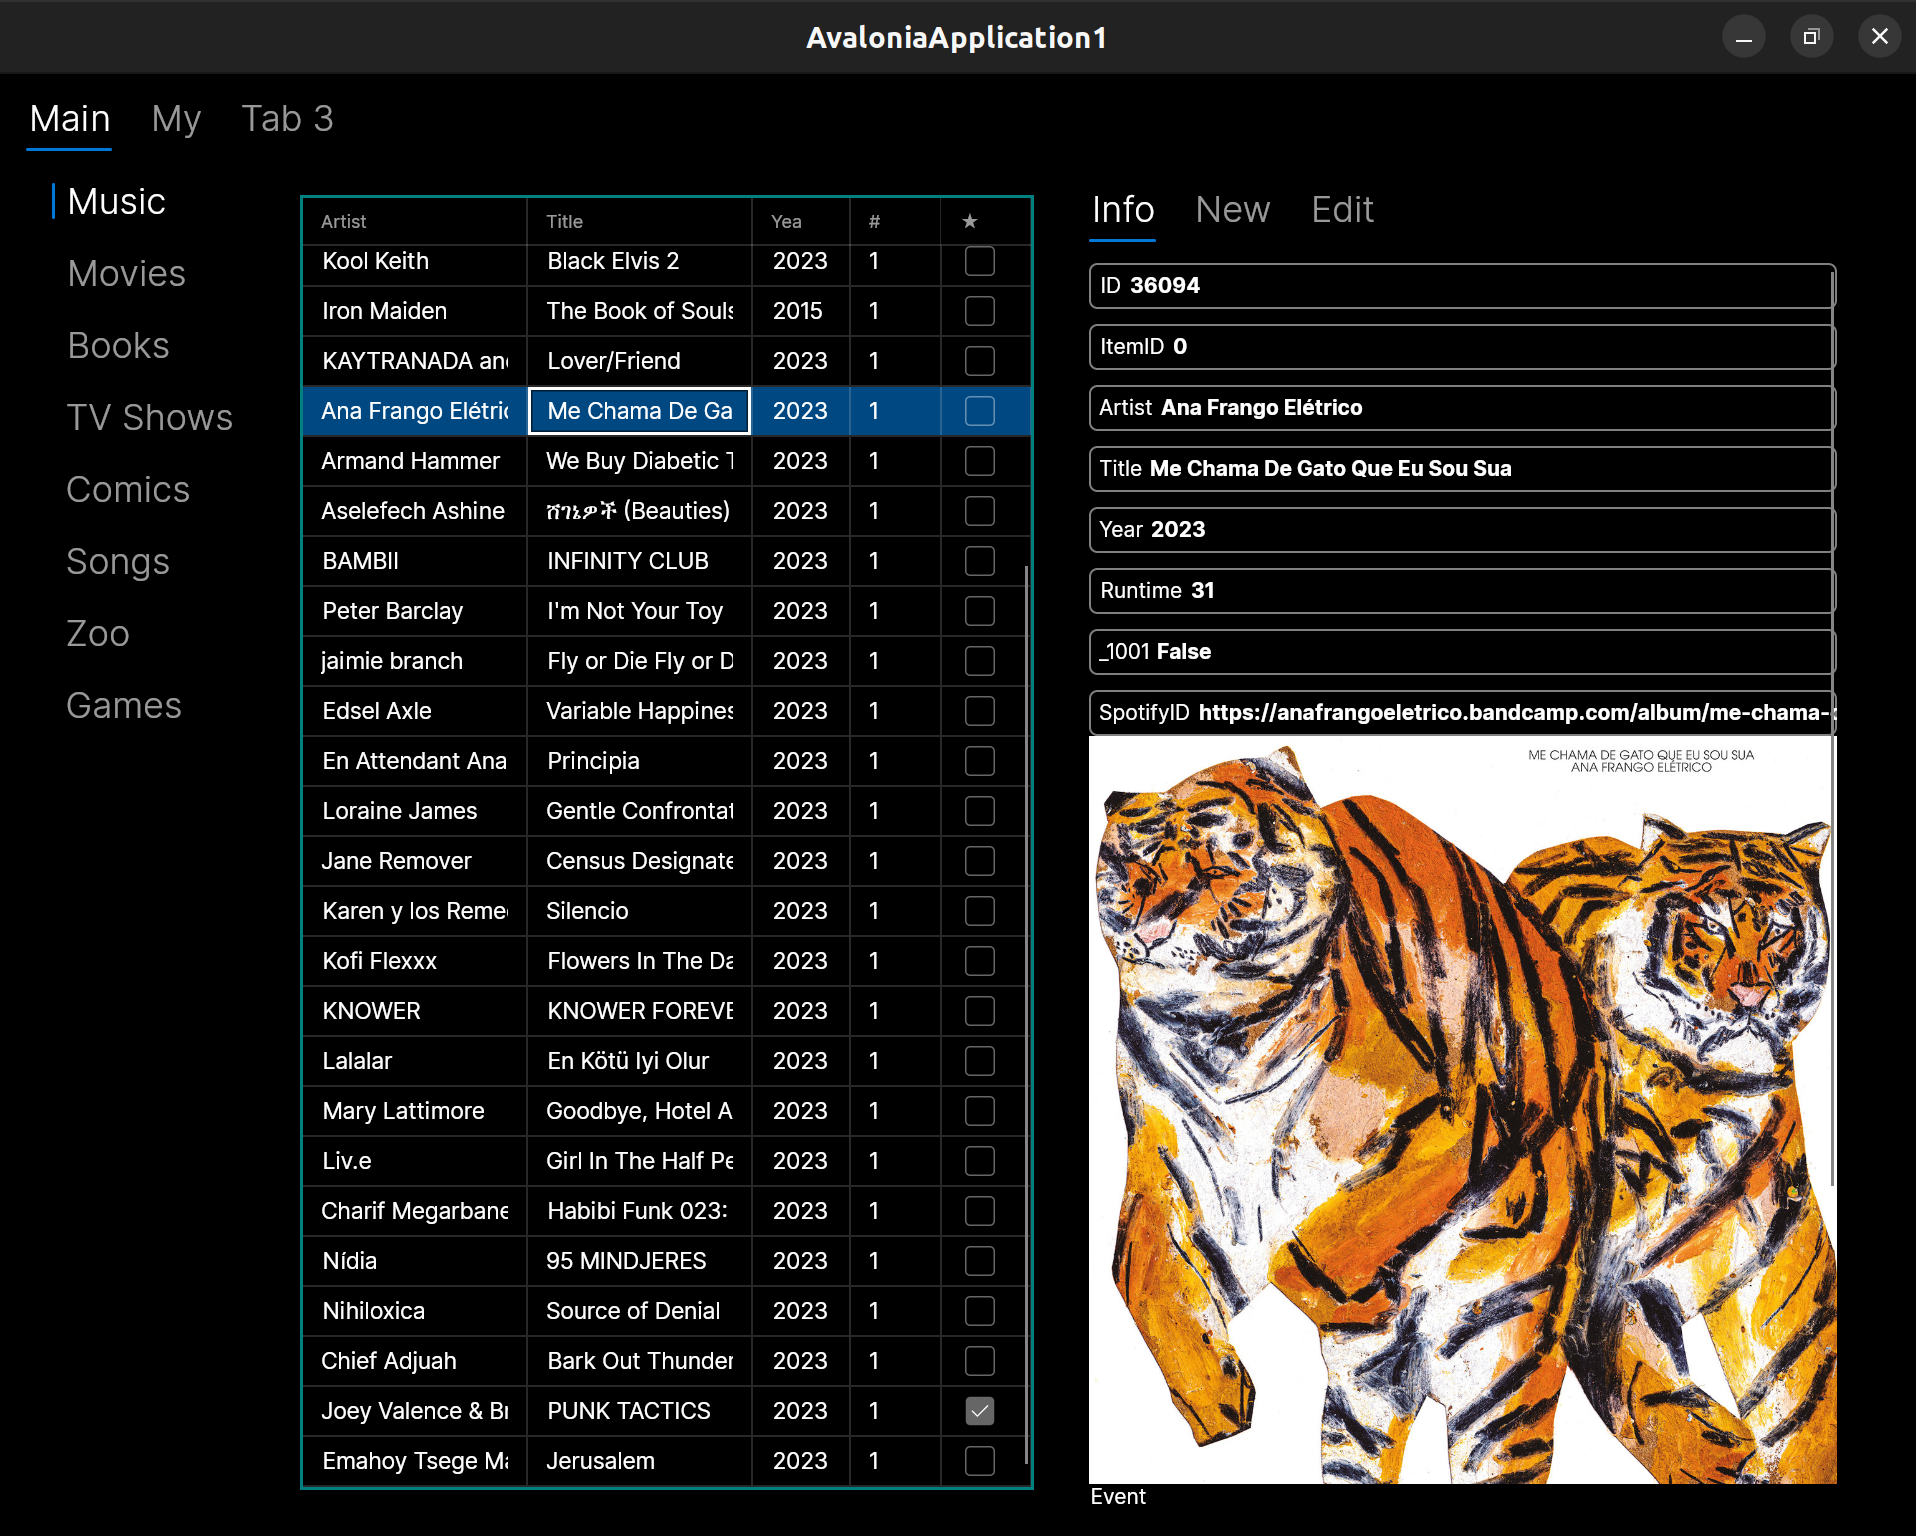 AvaloniaApplication1
Main My Tab 3
Music
Movies
Books
TV Shows
Comics
Songs
Zoo
Games
Artist Title Yea # ★
Kool Keith Black Elvis 2 2023 1
Iron Maiden The Book of Souls 2015 1
KAYTRANADA and Lover/Friend 2023 1
Ana Frango Elétric Me Chama De Ga 2023 1
Armand Hammer We Buy Diabetic T 2023 1
Aselefech Ashine ሸገኔዎች (Beauties) 2023 1
BAMBII INFINITY CLUB 2023 1
Peter Barclay I'm Not Your Toy 2023 1
jaimie branch Fly or Die Fly or D 2023 1
Edsel Axle Variable Happines 2023 1
En Attendant Ana Principia 2023 1
Loraine James Gentle Confrontat 2023 1
Jane Remover Census Designate 2023 1
Karen y los Reme Silencio 2023 1
Kofi Flexxx Flowers In The Da 2023 1
KNOWER KNOWER FOREVE 2023 1
Lalalar En Kötü Iyi Olur 2023 1
Mary Lattimore Goodbye, Hotel A 2023 1
Liv.e Girl In The Half Pe 2023 1
Charif Megarbane Habibi Funk 023: 2023 1
Nídia 95 MINDJERES 2023 1
Nihiloxica Source of Denial 2023 1
Chief Adjuah Bark Out Thunder 2023 1
Joey Valence & Br PUNK TACTICS 2023 1
Emahoy Tsege Ma Jerusalem 2023 1
Info New Edit
ID 36094
ItemID 0
Artist Ana Frango Elétrico
Title Me Chama De Gato Que Eu Sou Sua
Year 2023
Runtime 31
_1001 False
SpotifyID https://anafrangoeletrico.bandcamp.com/album/me-chama-
ME CHAMA DE GATO QUE EU SOU SUA
ANA FRANGO ELÉTRICO
Event